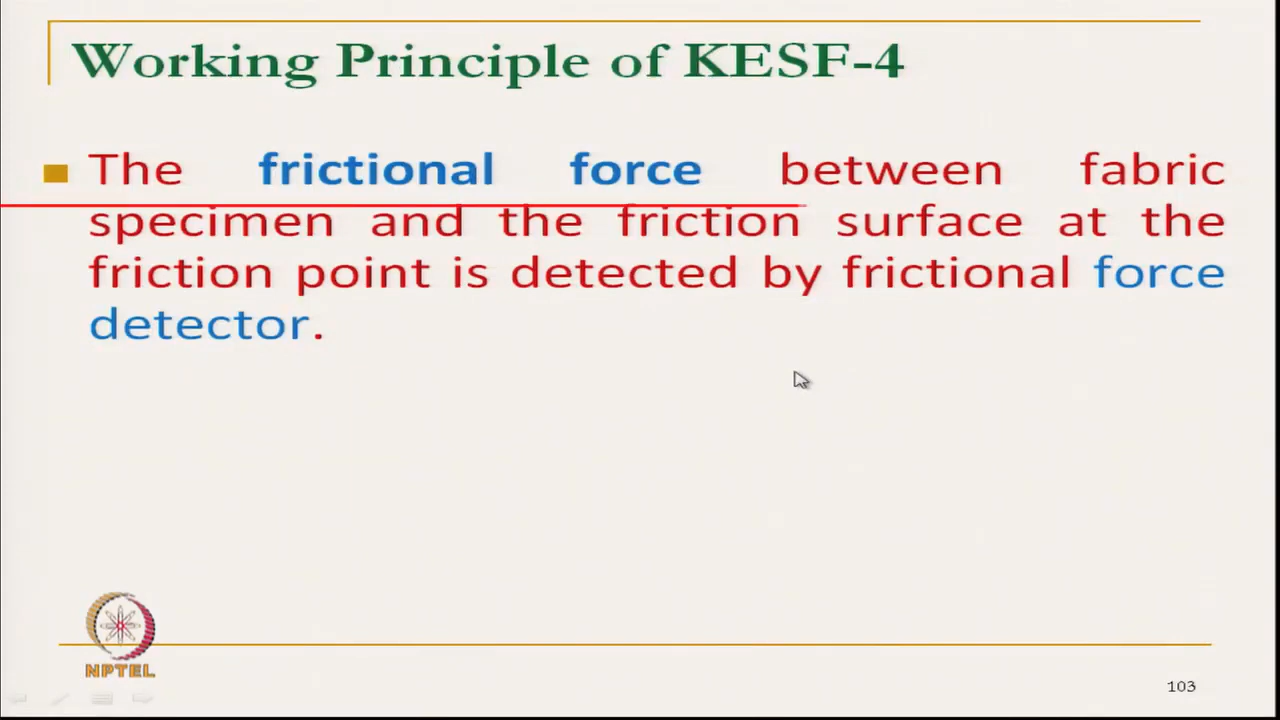 Working Principle of KESF-4
The frictional force between fabric
specimen and the friction surface at the
friction point is detected by frictional force
detector.
NPTEL
103